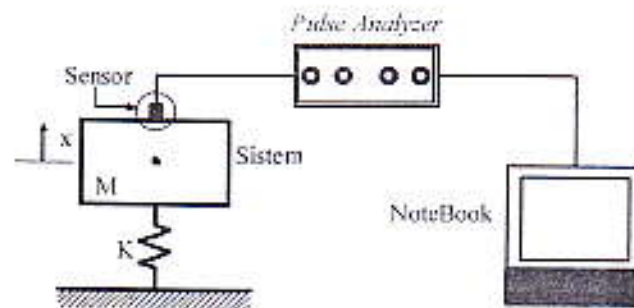 Pulse Analyzer
Sensor
x
Sistem
M
NoteBook
K